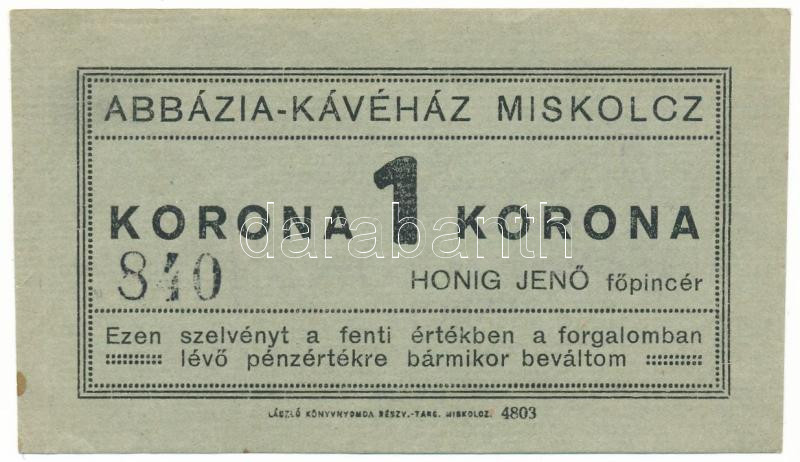 ABBÁZIA-KÁVÉHÁZ MISKOLCZ
KORONA 1 KORONA
darabanth
840
HONIG JENŐ főpincér
Ezen szelvényt a fenti értékben a forgalomban
lévő pénzértékre bármikor beváltom
LÁSZLÓ KÖNYVNYOMDA RÉSZV.-TÁRS. MISKOLCZ. 4803